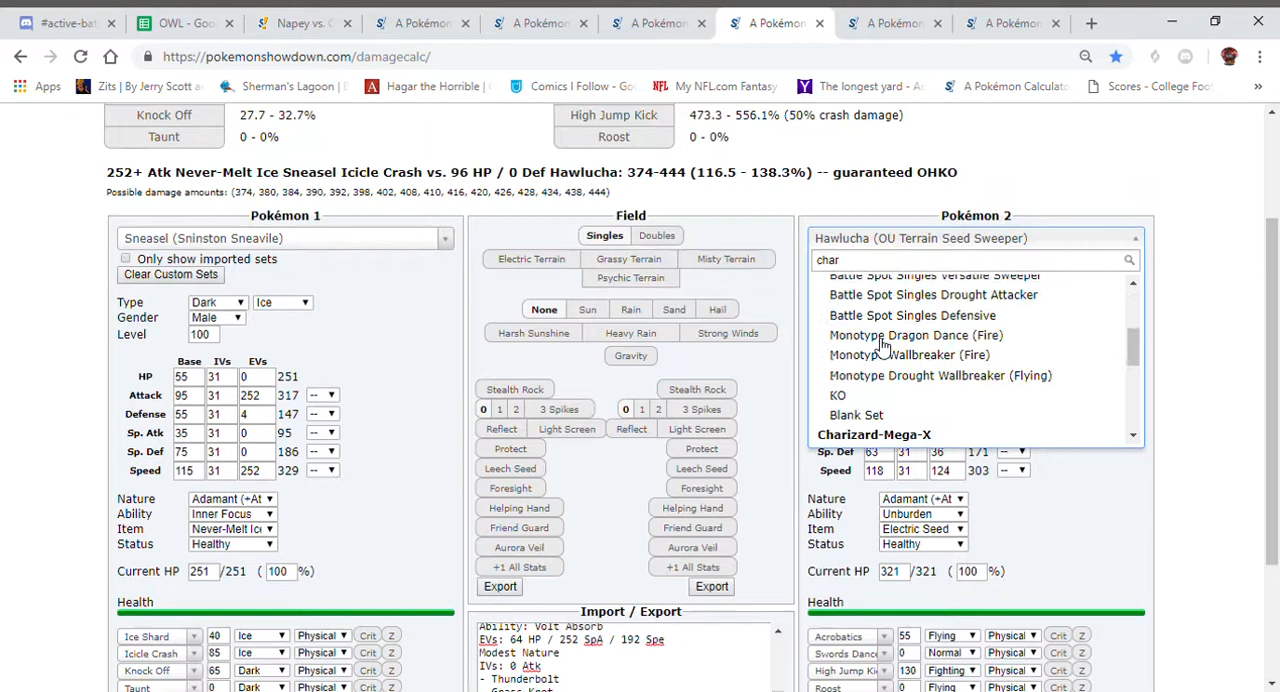 #active-bat
OWL - Goo
Napey vs. C
A Pokémon
A Pokémon
A Pokémon
A Pokémon
A Pokémon
A Pokémon
https://pokemonshowdown.com/damagecalc/
Apps
Zits | By Jerry Scott a
Sherman's Lagoon |
Hagar the Horrible |
Comics I Follow - Go
My NFL.com Fantasy
The longest yard - A
A Pokémon Calculato
Scores - College Foo
»
Knock Off 27.7 - 32.7%
High Jump Kick 473.3 - 556.1% (50% crash damage)
Taunt 0 - 0%
Roost 0 - 0%
252+ Atk Never-Melt Ice Sneasel Icicle Crash vs. 96 HP / 0 Def Hawlucha: 374-444 (116.5 - 138.3%) -- guaranteed OHKO
Possible damage amounts: (374, 380, 384, 390, 392, 398, 402, 408, 410, 416, 420, 426, 428, 434, 438, 444)
Pokémon 1
Sneasel (Sninston Sneavile)
Only show imported sets
Clear Custom Sets
Type Dark Ice
Gender Male
Level 100
Base IVs EVs
HP 55 31 0 251
Attack 95 31 252 317 --
Defense 55 31 4 147 --
Sp. Atk 35 31 0 95 --
Sp. Def 75 31 0 186 --
Speed 115 31 252 329 --
Nature Adamant (+At
Ability Inner Focus
Item Never-Melt Ic
Status Healthy
Current HP 251 /251 ( 100 %)
Health
Ice Shard 40 Ice Physical Crit Z
Icicle Crash 85 Ice Physical Crit Z
Knock Off 65 Dark Physical Crit Z
Taunt 0 Dark Physical Crit Z
Field
Singles Doubles
Electric Terrain Grassy Terrain Misty Terrain
Psychic Terrain
None Sun Rain Sand Hail
Harsh Sunshine Heavy Rain Strong Winds
Gravity
Stealth Rock Stealth Rock
0 1 2 3 Spikes 0 1 2 3 Spikes
Reflect Light Screen Reflect Light Screen
Protect Protect
Leech Seed Leech Seed
Foresight Foresight
Helping Hand Helping Hand
Friend Guard Friend Guard
Aurora Veil Aurora Veil
+1 All Stats +1 All Stats
Export Export
Import / Export
Ability: Volt Absorb
EVs: 64 HP / 252 SpA / 192 Spe
Modest Nature
IVs: 0 Atk
- Thunderbolt
- Grass Knot
Pokémon 2
Hawlucha (OU Terrain Seed Sweeper)
char
Battle Spot Singles Versatile Sweeper
Battle Spot Singles Drought Attacker
Battle Spot Singles Defensive
Monotype Dragon Dance (Fire)
Monotype Wallbreaker (Fire)
Monotype Drought Wallbreaker (Flying)
KO
Blank Set
Charizard-Mega-X
Sp. Def 63 31 36 171 --
Speed 118 31 124 303 --
Nature Adamant (+At
Ability Unburden
Item Electric Seed
Status Healthy
Current HP 321 /321 ( 100 %)
Health
Acrobatics 55 Flying Physical Crit Z
Swords Danc 0 Normal Physical Crit Z
High Jump Ki 130 Fighting Physical Crit Z
Roost 0 Flying Physical Crit Z